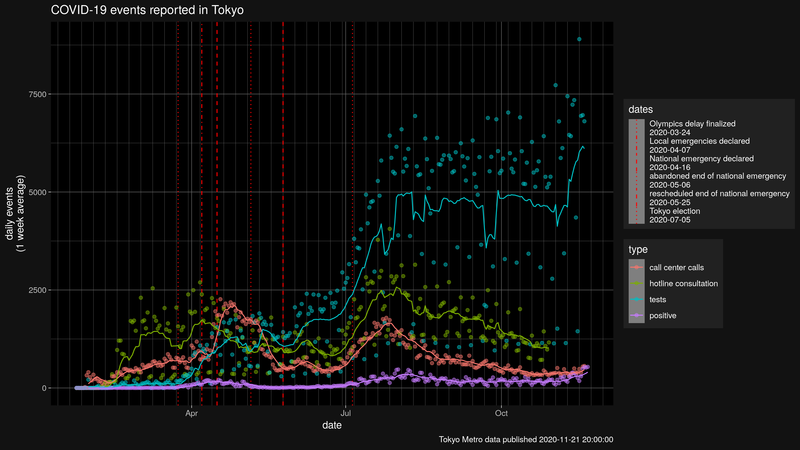 COVID-19 events reported in Tokyo
7500
5000
2500
0
daily events
(1 week average)
Apr
Jul
Oct
date
dates
Olympics delay finalized
2020-03-24
Local emergencies declared
2020-04-07
National emergency declared
2020-04-16
abandoned end of national emergency
2020-05-06
rescheduled end of national emergency
2020-05-25
Tokyo election
2020-07-05
type
call center calls
hotline consultation
tests
positive
Tokyo Metro data published 2020-11-21 20:00:00